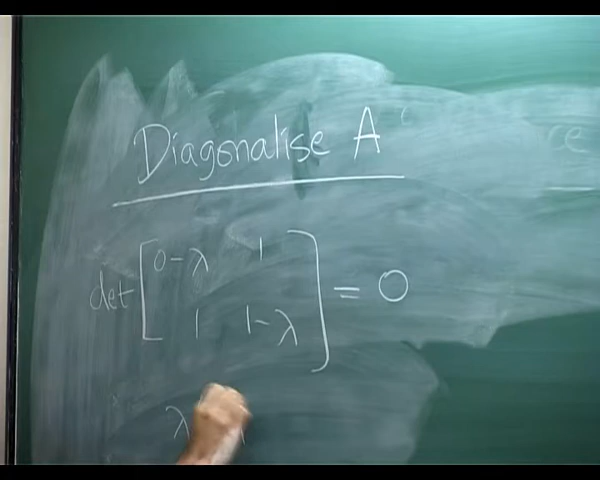 Diagonalise A
det [ 0-λ 1
1 1-λ ] = 0
λ